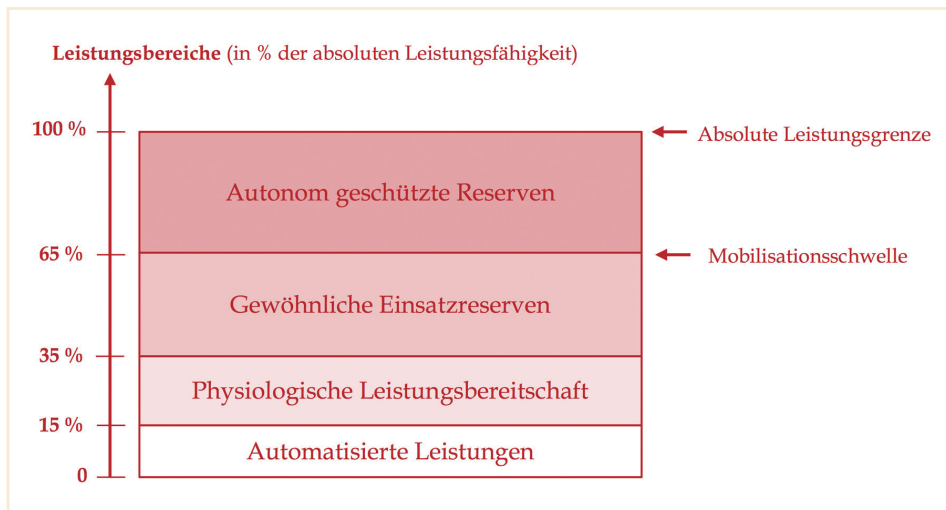 Leistungsbereiche (in % der absoluten Leistungsfähigkeit)
100 %
Absolute Leistungsgrenze
Autonom geschützte Reserven
65 %
Mobilisationsschwelle
Gewöhnliche Einsatzreserven
35 %
Physiologische Leistungsbereitschaft
15 %
Automatisierte Leistungen
0